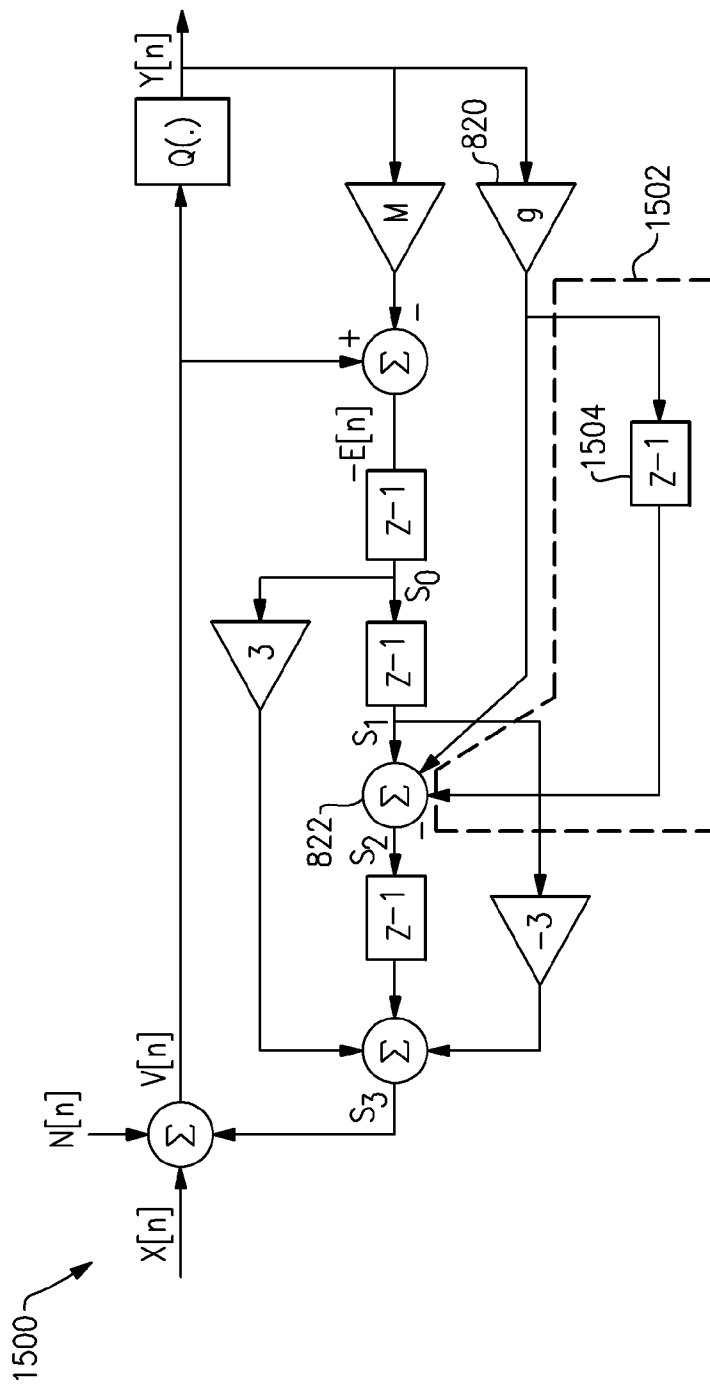 1500
X[n]
N[n]
Σ
V[n]
Q(.)
Y[n]
3
M
820
g
S3
Σ
Z-1
S2
822
Σ
-
S1
Z-1
S0
Z-1
-E[n]
Σ
+
-
-3
1504
Z-1
1502